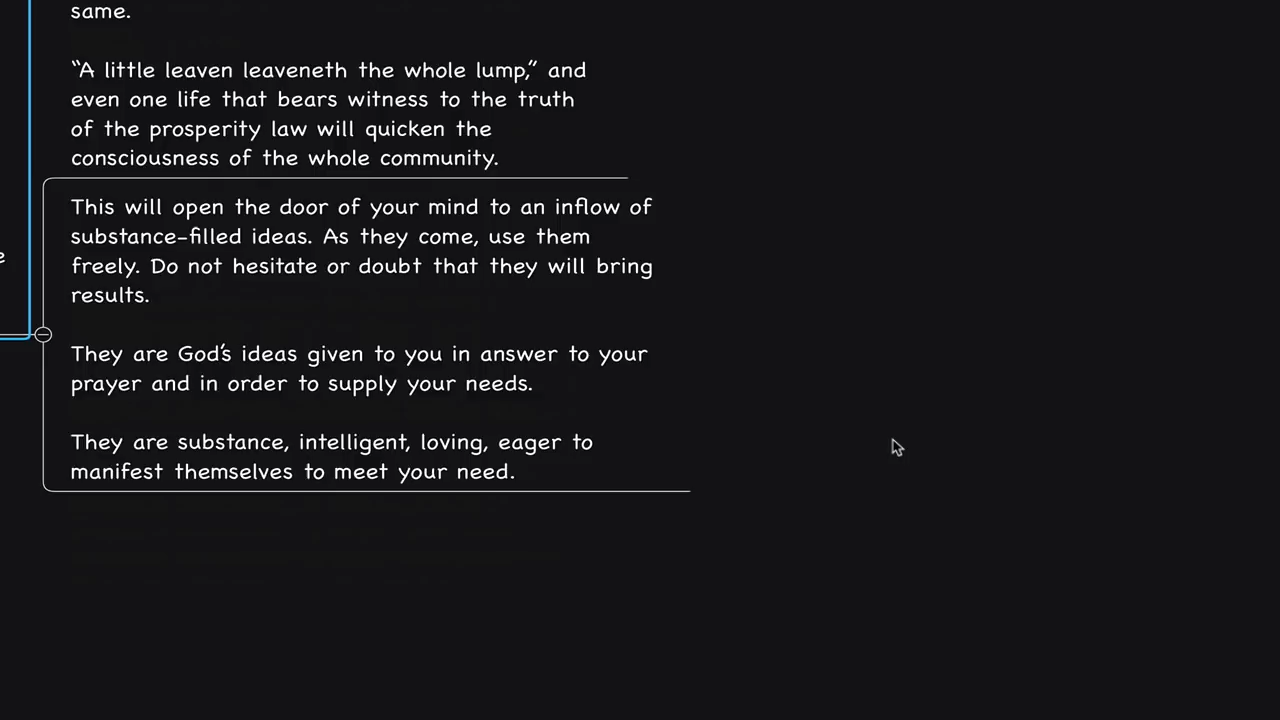 same.
“A little leaven leaveneth the whole lump,” and
even one life that bears witness to the truth
of the prosperity law will quicken the
consciousness of the whole community.
This will open the door of your mind to an inflow of
substance-filled ideas. As they come, use them
freely. Do not hesitate or doubt that they will bring
results.
They are God's ideas given to you in answer to your
prayer and in order to supply your needs.
They are substance, intelligent, loving, eager to
manifest themselves to meet your need.